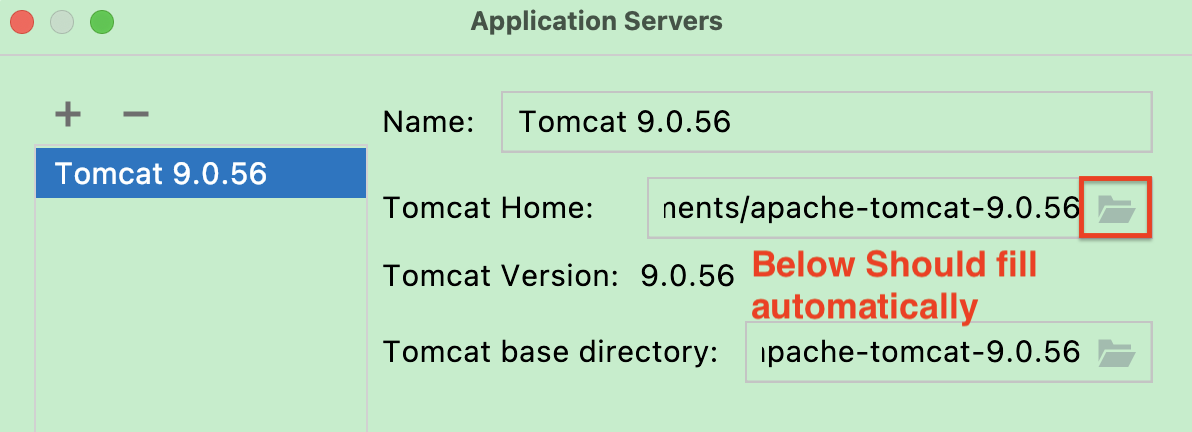 Application Servers
+ −
Name: Tomcat 9.0.56
Tomcat 9.0.56
Tomcat Home: nents/apache-tomcat-9.0.56
Tomcat Version: 9.0.56
Below Should fill
automatically
Tomcat base directory: apache-tomcat-9.0.56